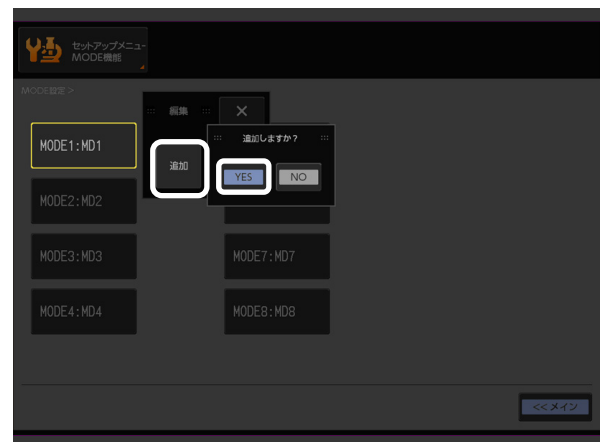 セットアップメニュー
MODE機能
MODE設定 >
::: 編集 ::: ×
::: 追加しますか? :::
追加
YES NO
MODE1:MD1
MODE2:MD2
MODE3:MD3 MODE7:MD7
MODE4:MD4 MODE8:MD8
<<メイン